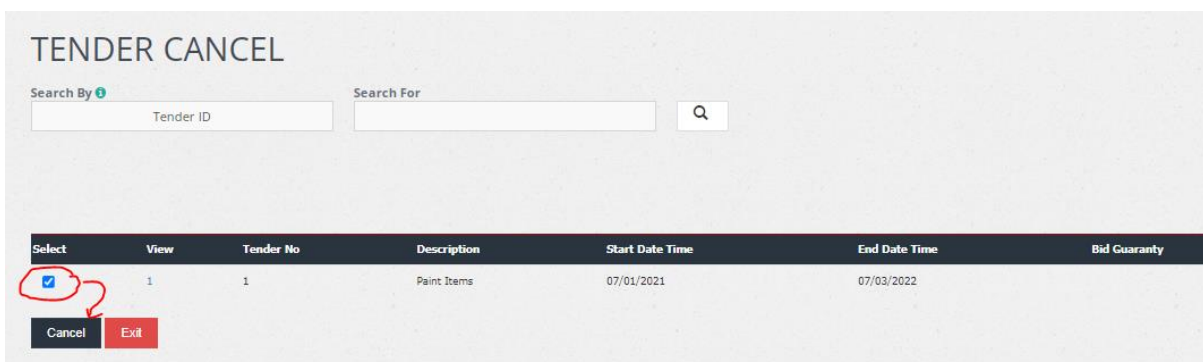 TENDER CANCEL
Search By Search For
Tender ID
Select View Tender No Description Start Date Time End Date Time Bid Guaranty
1 1 Paint Items 07/01/2021 07/03/2022
Cancel Exit